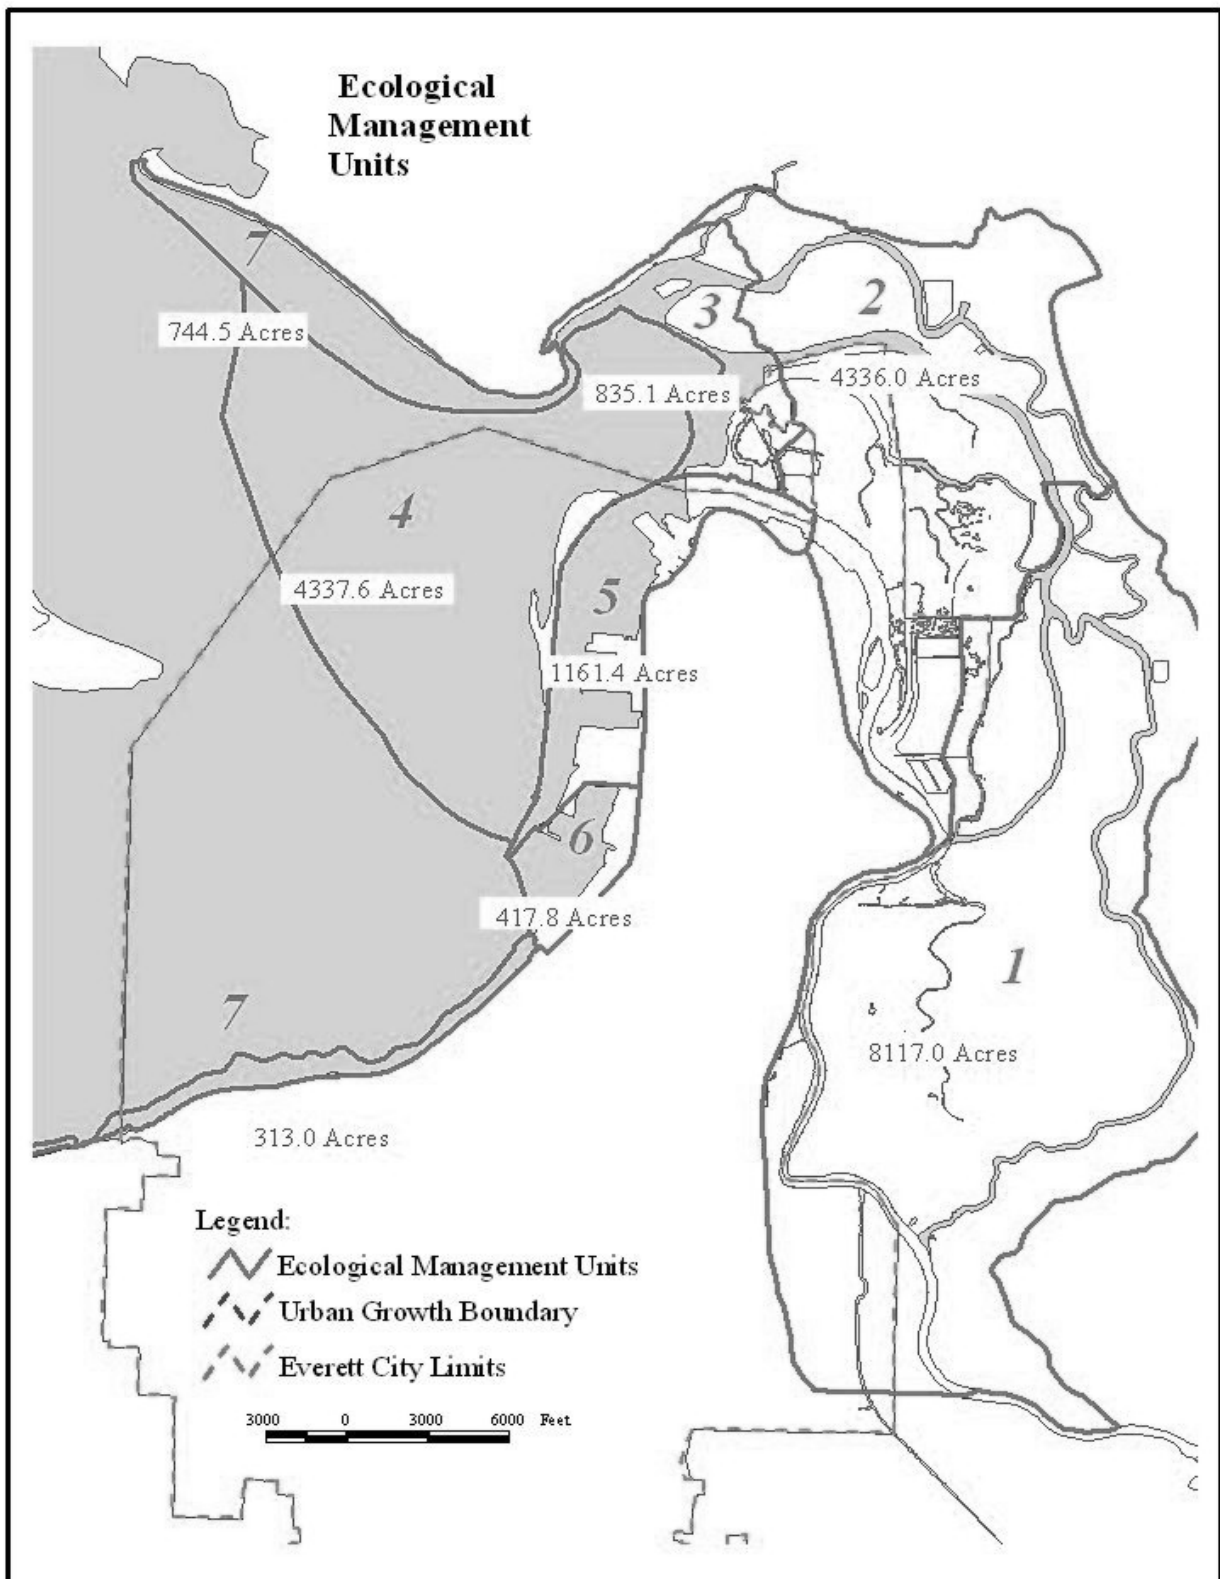 Ecological
Management
Units
7
2
3
744.5 Acres
4336.0 Acres
835.1 Acres
4
4337.6 Acres
5
1161.4 Acres
6
417.8 Acres
1
7
8117.0 Acres
313.0 Acres
Legend:
Ecological Management Units
Urban Growth Boundary
Everett City Limits
3000 0 3000 6000 Feet